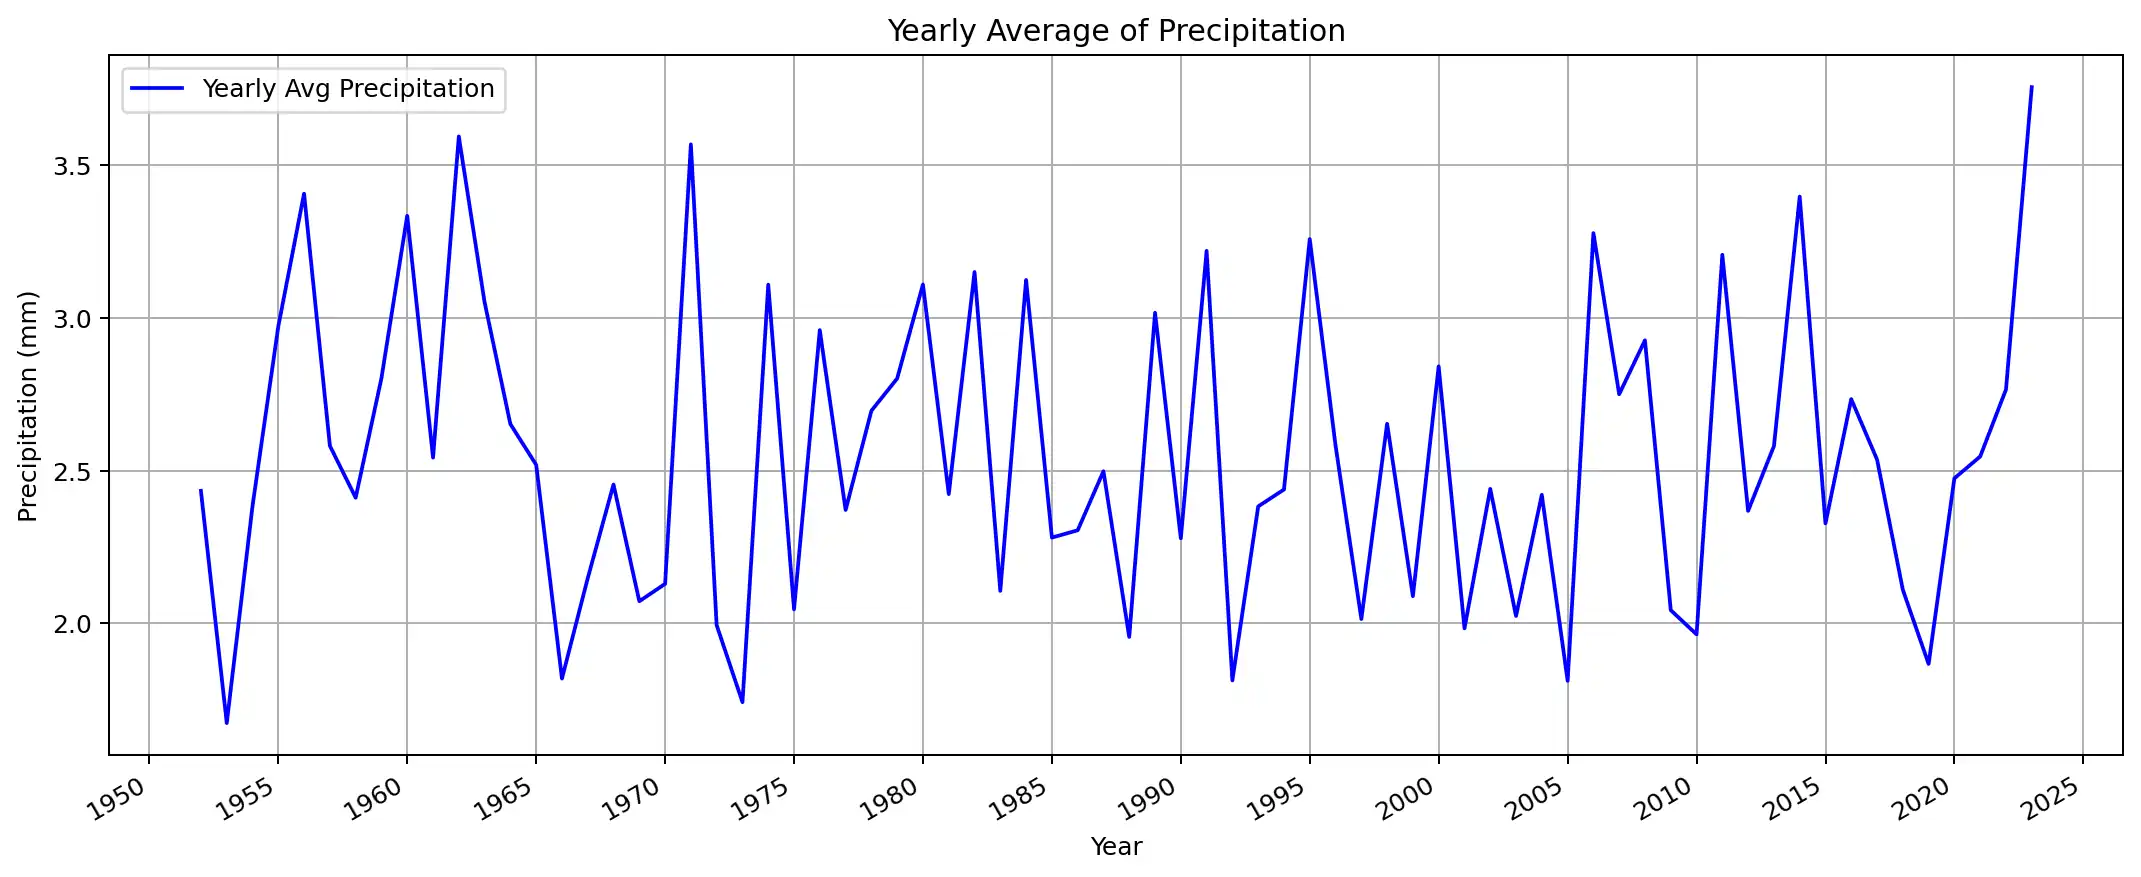 Yearly Average of Precipitation
Yearly Avg Precipitation
Precipitation (mm)
3.5
3.0
2.5
2.0
1950 1955 1960 1965 1970 1975 1980 1985 1990 1995 2000 2005 2010 2015 2020 2025
Year